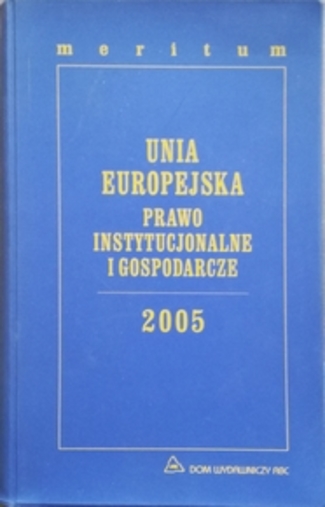 meritum
UNIA
EUROPEJSKA
PRAWO
INSTYTUCJONALNE
I GOSPODARCZE
2005
DOM WYDAWNICZY ABC